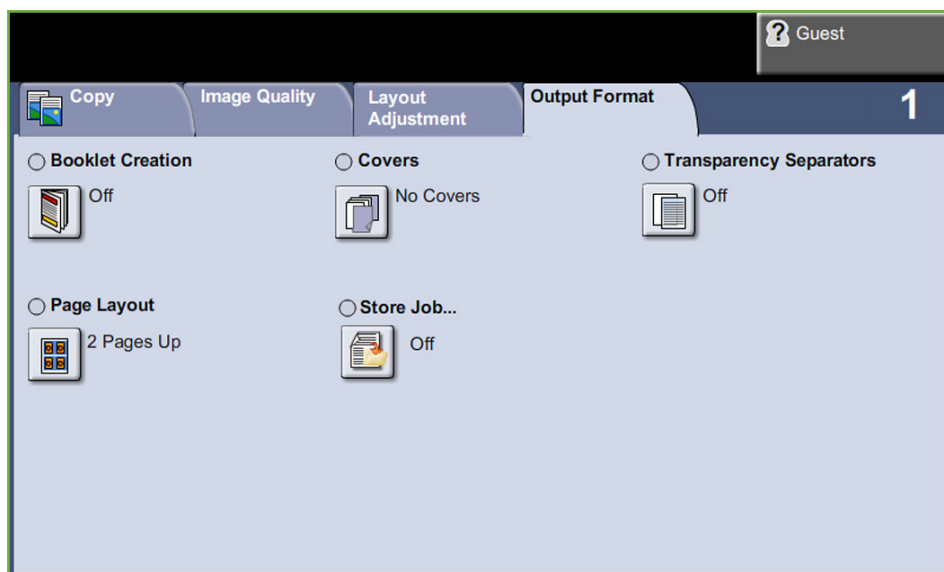 ? Guest
Copy
Image Quality
Layout
Adjustment
Output Format
1
Booklet Creation
Off
Covers
No Covers
Transparency Separators
Off
Page Layout
2 Pages Up
Store Job...
Off